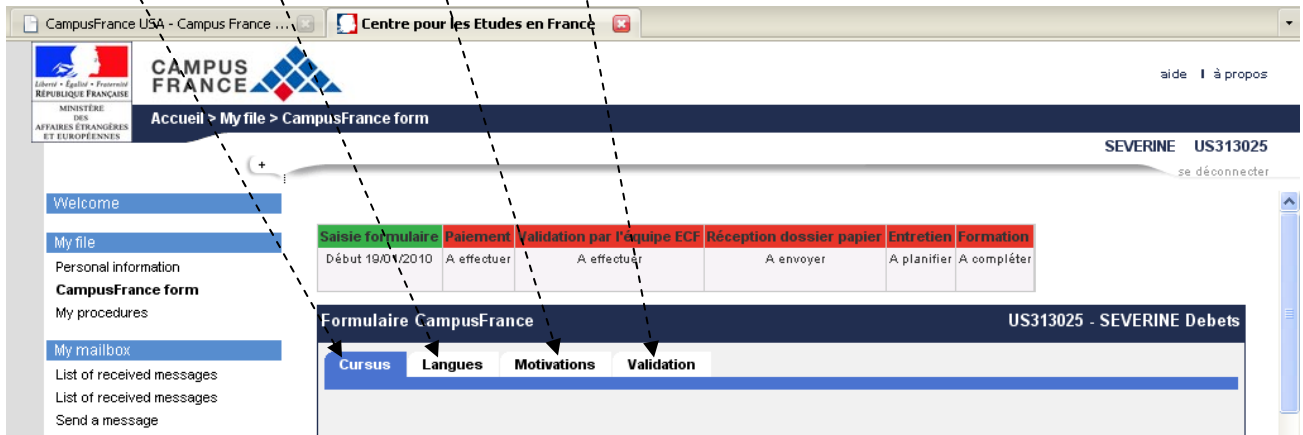 CampusFrance USA - Campus France ...
Centre pour les Etudes en France
Liberté • Égalité • Fraternité
RÉPUBLIQUE FRANÇAISE
MINISTÈRE
DES
AFFAIRES ÉTRANGÈRES
ET EUROPÉENNES
CAMPUS
FRANCE
aide I à propos
Accueil > My file > CampusFrance form
SEVERINE US313025
se déconnecter
+
Welcome
My file
Personal information
CampusFrance form
My procedures
My mailbox
List of received messages
List of received messages
Send a message
Saisie formulaire Paiement Validation par l'équipe ECF Réception dossier papier Entretien Formation
Début 19/01/2010 A effectuer A effectuer A envoyer A planifier A compléter
Formulaire CampusFrance US313025 - SEVERINE Debets
Cursus Langues Motivations Validation